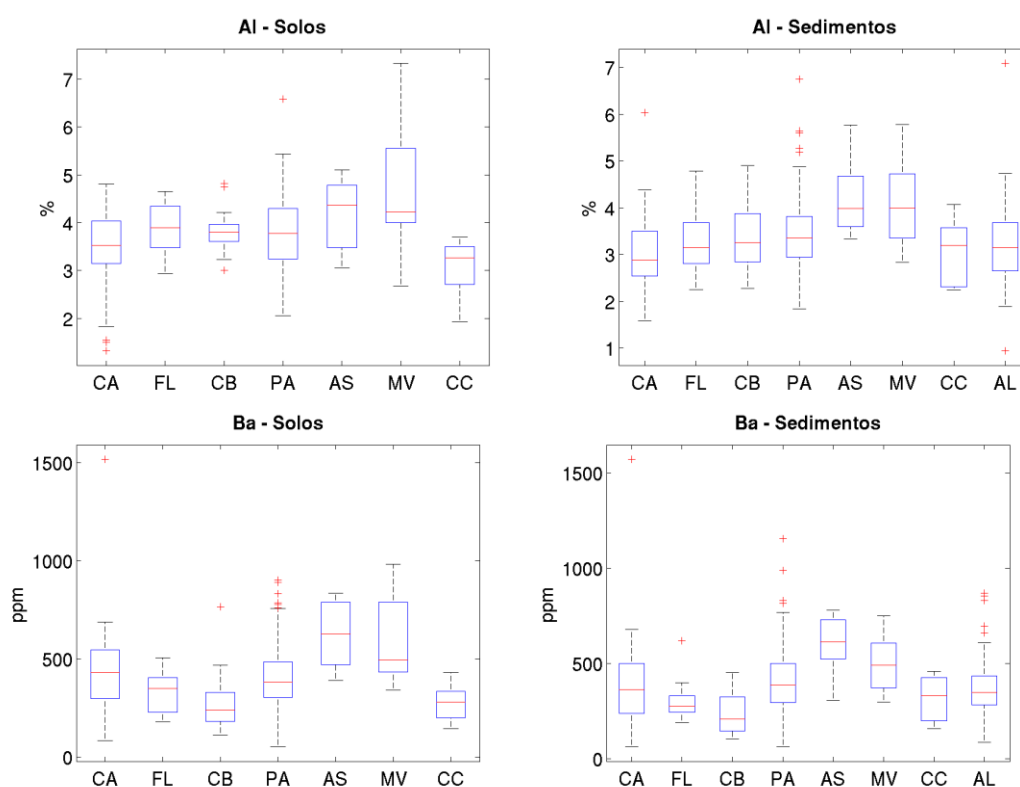 Al - Solos
7
6
5
4
3
2
%
CA FL CB PA AS MV CC
Al - Sedimentos
7
6
5
4
3
2
1
%
CA FL CB PA AS MV CC AL
Ba - Solos
1500
1000
500
0
ppm
CA FL CB PA AS MV CC
Ba - Sedimentos
1500
1000
500
0
ppm
CA FL CB PA AS MV CC AL